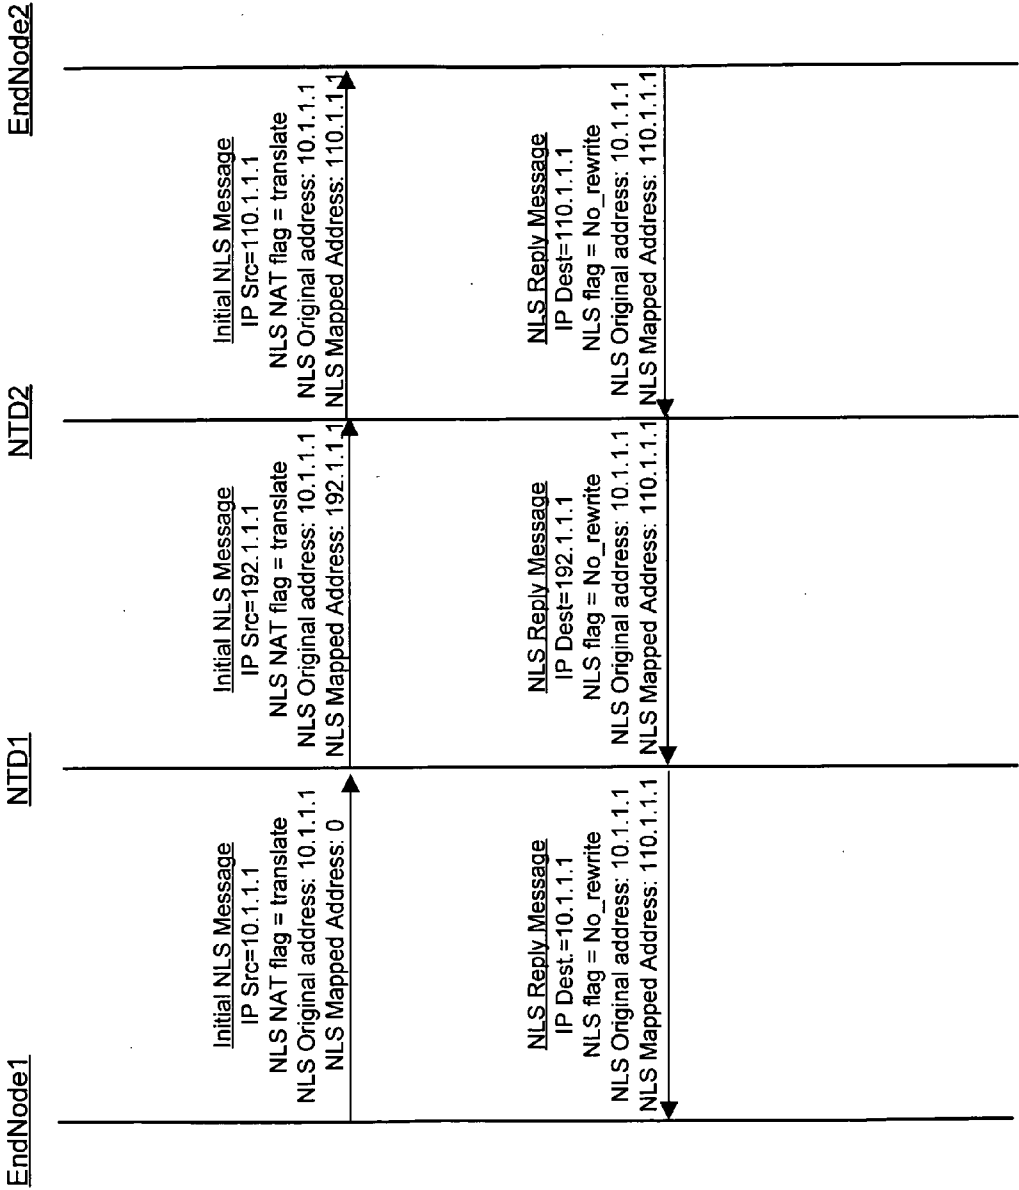 EndNode1
NTD1
NTD2
EndNode2
Initial NLS Message
IP Src=10.1.1.1
NLS NAT flag = translate
NLS Original address: 10.1.1.1
NLS Mapped Address: 0
Initial NLS Message
IP Src=192.1.1.1
NLS NAT flag = translate
NLS Original address: 10.1.1.1
NLS Mapped Address: 192.1.1.1
Initial NLS Message
IP Src=110.1.1.1
NLS NAT flag = translate
NLS Original address: 10.1.1.1
NLS Mapped Address: 110.1.1.1
NLS Reply Message
IP Dest.=10.1.1.1
NLS flag = No_rewrite
NLS Original address: 10.1.1.1
NLS Mapped Address: 110.1.1.1
NLS Reply Message
IP Dest=192.1.1.1
NLS flag = No_rewrite
NLS Original address: 10.1.1.1
NLS Mapped Address: 110.1.1.1
NLS Reply Message
IP Dest=110.1.1.1
NLS flag = No_rewrite
NLS Original address: 10.1.1.1
NLS Mapped Address: 110.1.1.1